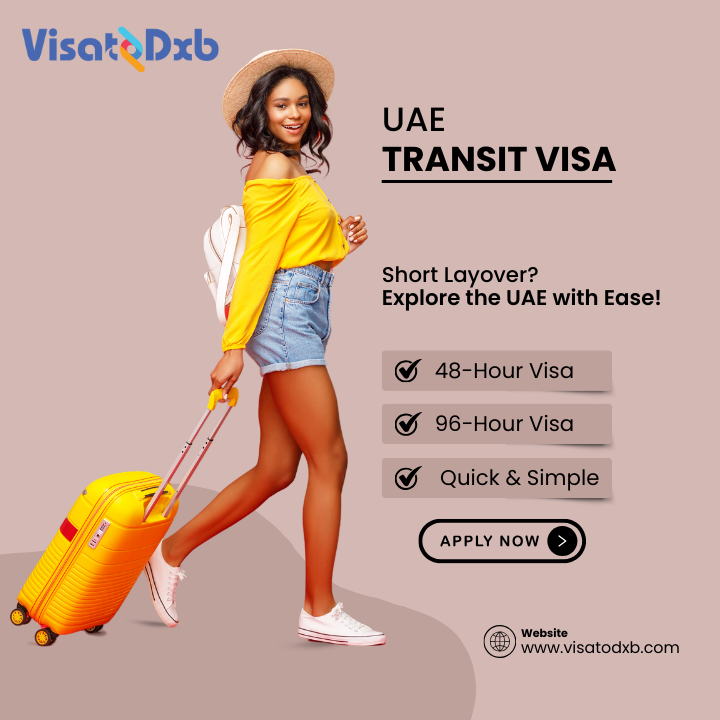 VisatoDxb
UAE
TRANSIT VISA
Short Layover?
Explore the UAE with Ease!
48-Hour Visa
96-Hour Visa
Quick & Simple
APPLY NOW
Website
www.visatodxb.com